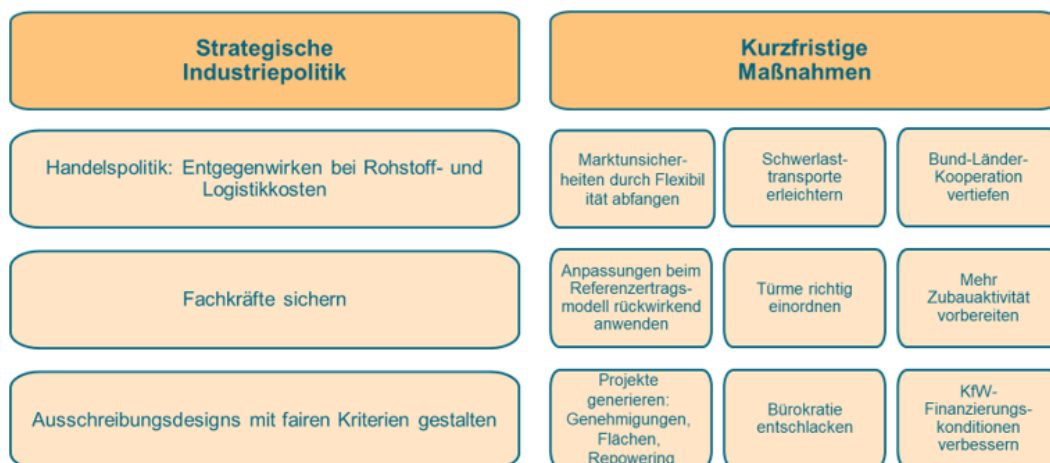 Strategische
Industriepolitik
Handelspolitik: Entgegenwirken bei Rohstoff- und
Logistikkosten
Fachkräfte sichern
Ausschreibungsdesigns mit fairen Kriterien gestalten
Kurzfristige
Maßnahmen
Marktunsicher-
heiten durch Flexibil
ität abfangen
Schwerlast-
transporte
erleichtern
Bund-Länder-
Kooperation
vertiefen
Anpassungen beim
Referenzertrags-
modell rückwirkend
anwenden
Türme richtig
einordnen
Mehr
Zubauaktivität
vorbereiten
Projekte
generieren:
Genehmigungen,
Flächen,
Repowering
Bürokratie
entschlacken
KfW-
Finanzierungs-
konditionen
verbessern